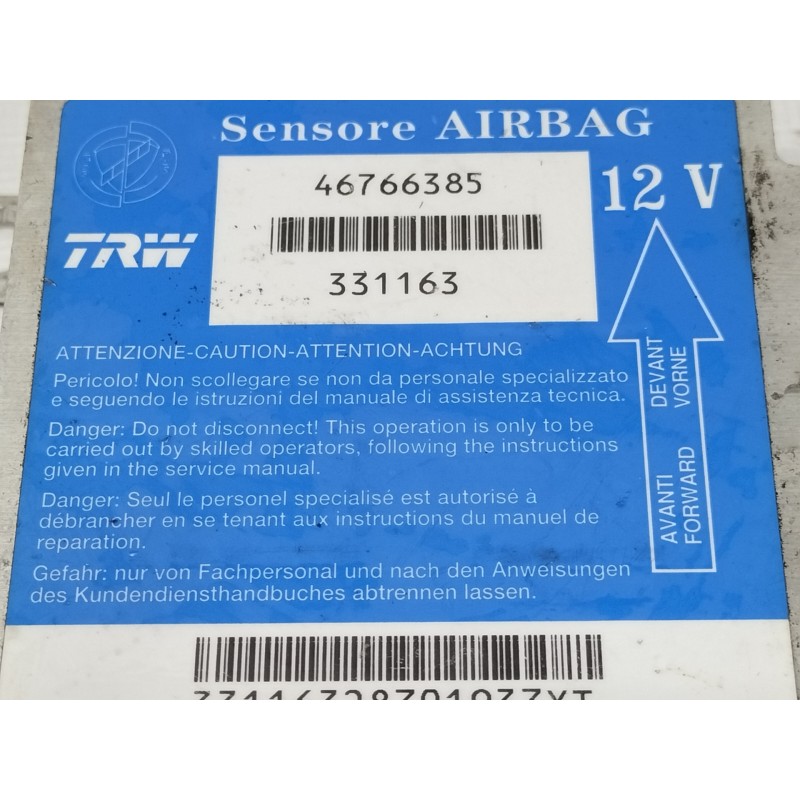 Sensore AIRBAG
46766385
12 V
TRW
331163
ATTENZIONE-CAUTION-ATTENTION-ACHTUNG
Pericolo! Non scollegare se non da personale specializzato
e seguendo le istruzioni del manuale di assistenza tecnica.
Danger: Do not disconnect! This operation is only to be
carried out by skilled operators, following the instructions
given in the service manual.
Danger: Seul le personel specialisé est autorisé à
débrancher en se tenant aux instructions du manuel de
reparation.
Gefahr: nur von Fachpersonal und nach den Anweisungen
des Kundendiensthandbuches abtrennen lassen.
AVANTI DEVANT
FORWARD VORNE